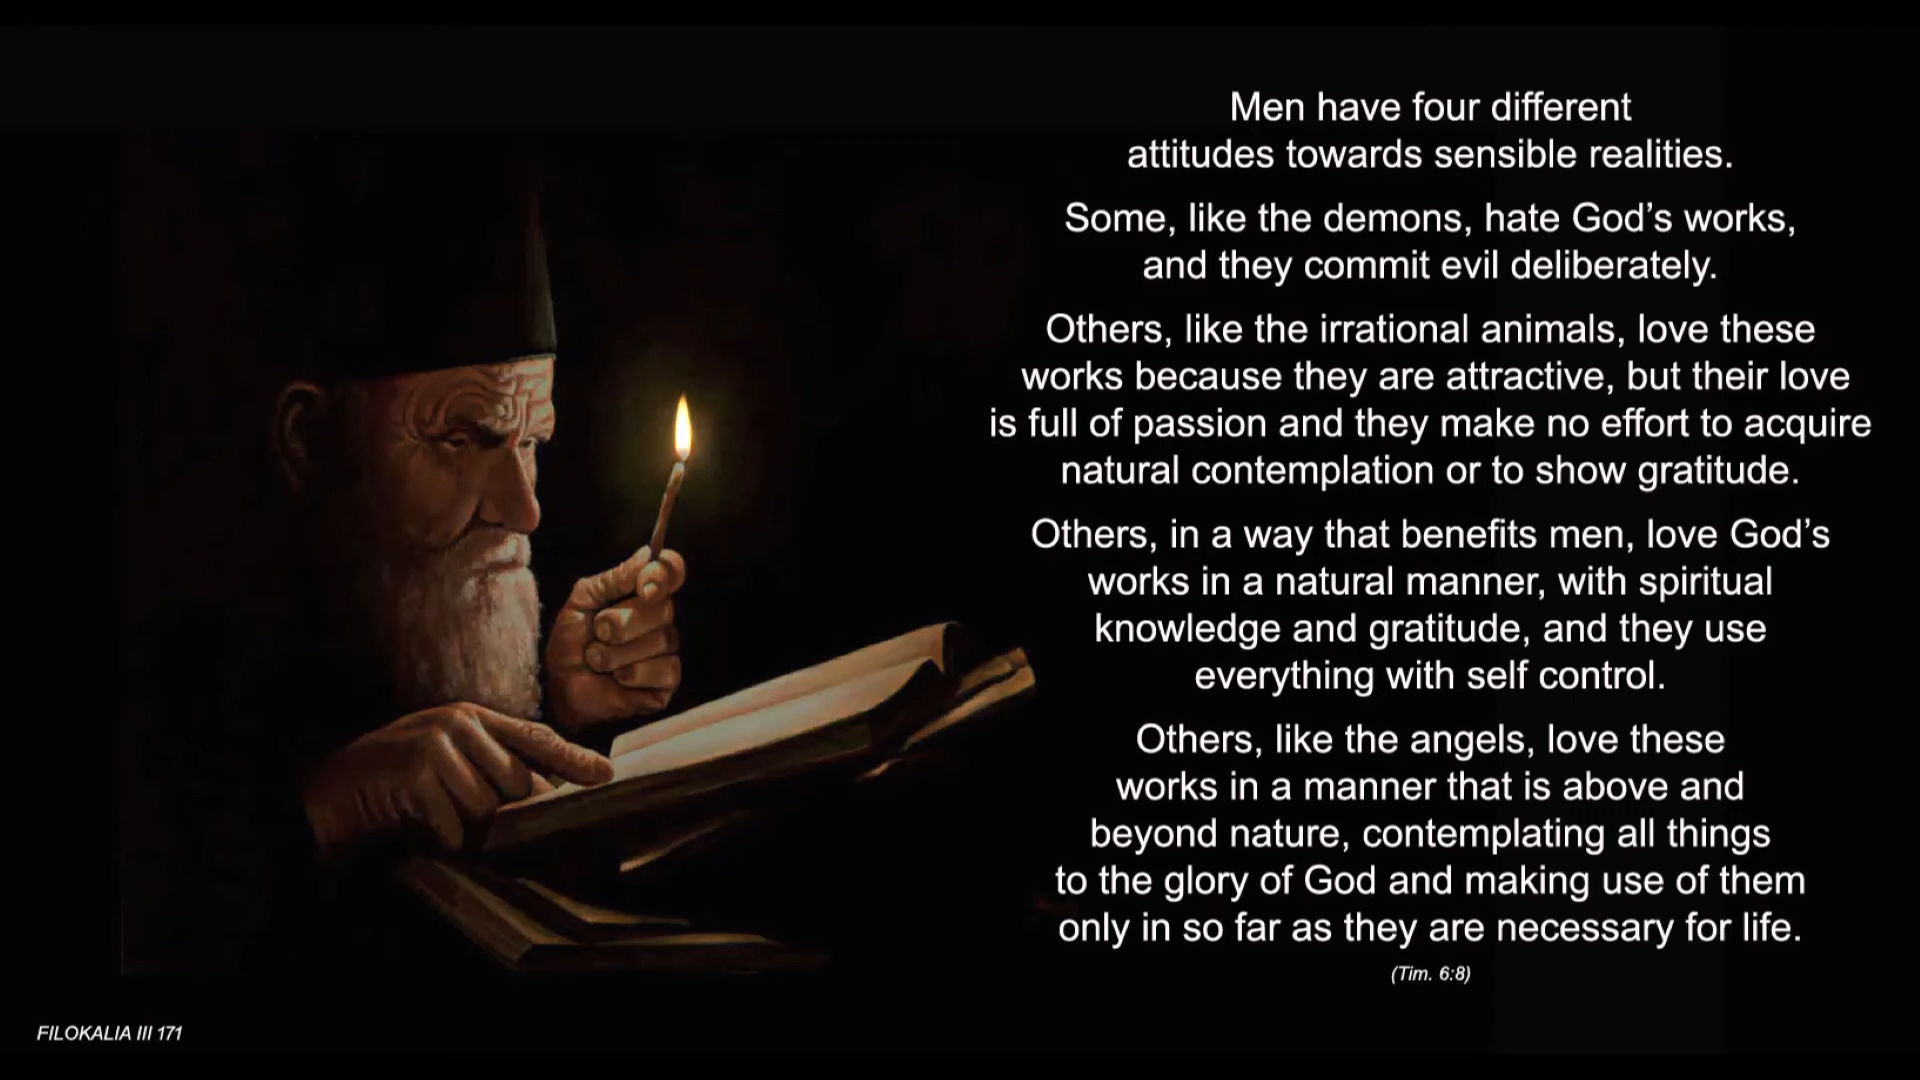 Men have four different
attitudes towards sensible realities.
Some, like the demons, hate God’s works,
and they commit evil deliberately.
Others, like the irrational animals, love these
works because they are attractive, but their love
is full of passion and they make no effort to acquire
natural contemplation or to show gratitude.
Others, in a way that benefits men, love God’s
works in a natural manner, with spiritual
knowledge and gratitude, and they use
everything with self control.
Others, like the angels, love these
works in a manner that is above and
beyond nature, contemplating all things
to the glory of God and making use of them
only in so far as they are necessary for life.
(Tim. 6:8)
FILOKALIA III 171